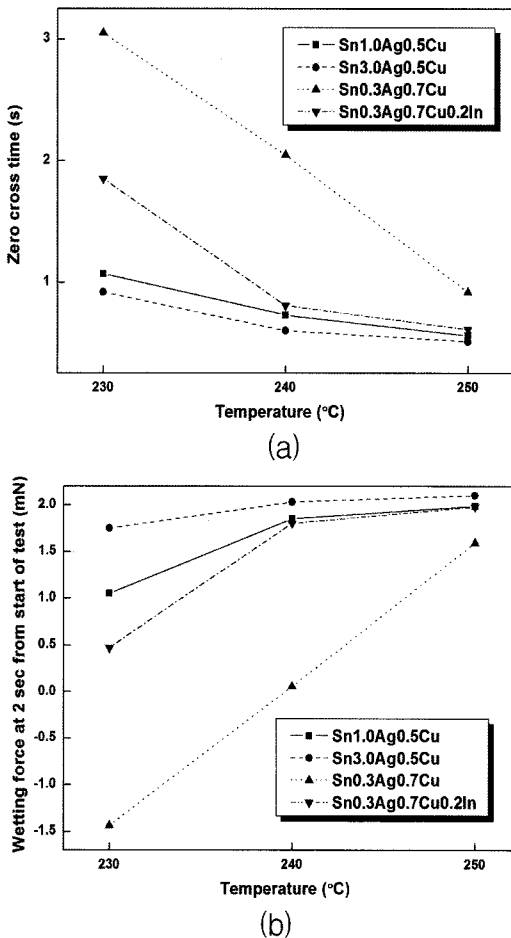 3
2
1
Zero cross time (s)
Sn1.0Ag0.5Cu
Sn3.0Ag0.5Cu
Sn0.3Ag0.7Cu
Sn0.3Ag0.7Cu0.2In
230
240
250
Temperature (°C)
(a)
2.0
1.5
1.0
0.5
0.0
-0.5
-1.0
-1.5
Wetting force at 2 sec from start of test (mN)
Sn1.0Ag0.5Cu
Sn3.0Ag0.5Cu
Sn0.3Ag0.7Cu
Sn0.3Ag0.7Cu0.2In
230
240
250
Temperature (°C)
(b)